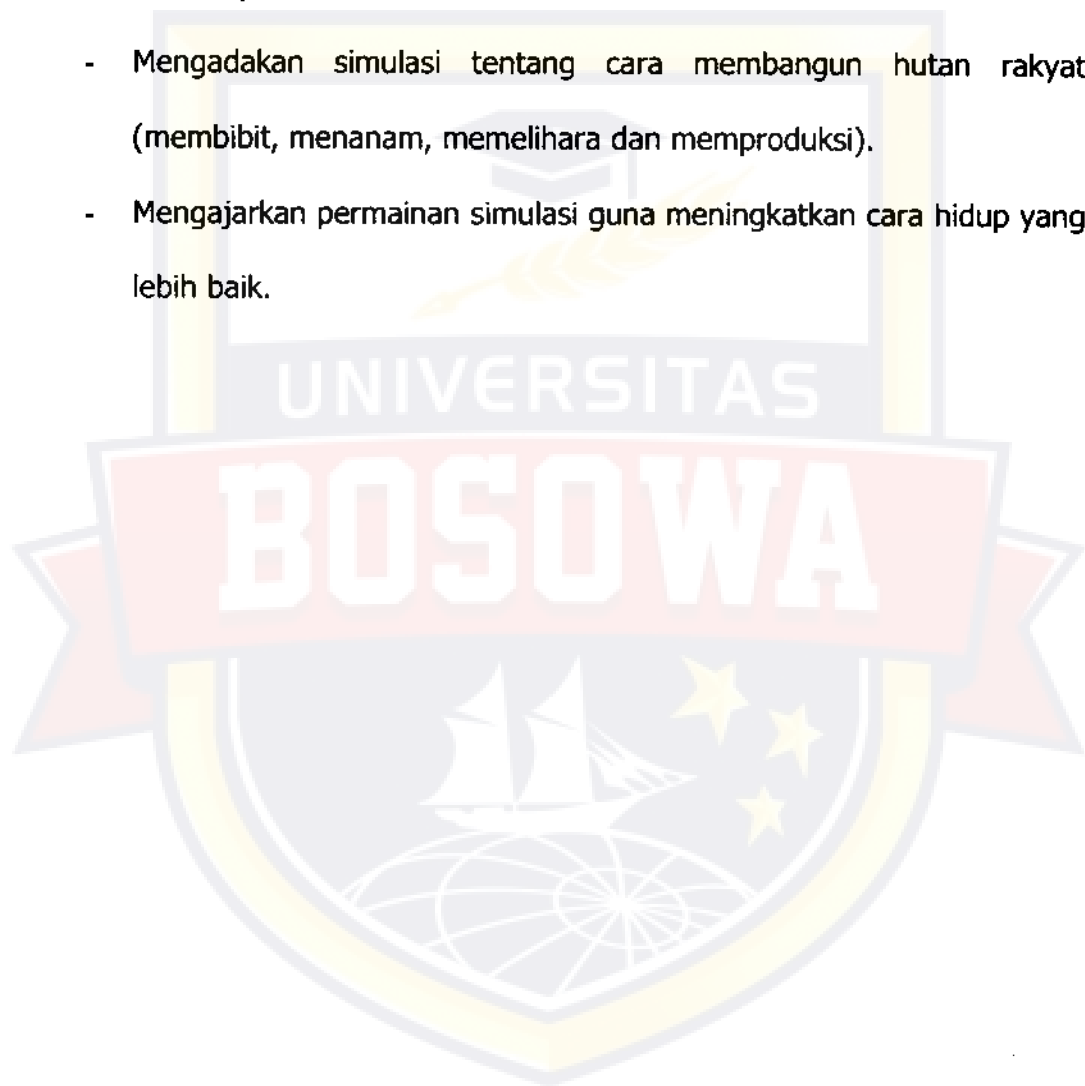 - Mengadakan simulasi tentang cara membangun hutan rakyat
(membibit, menanam, memelihara dan memproduksi).
- Mengajarkan permainan simulasi guna meningkatkan cara hidup yang
lebih baik.
UNIVERSITAS
BOSOWA